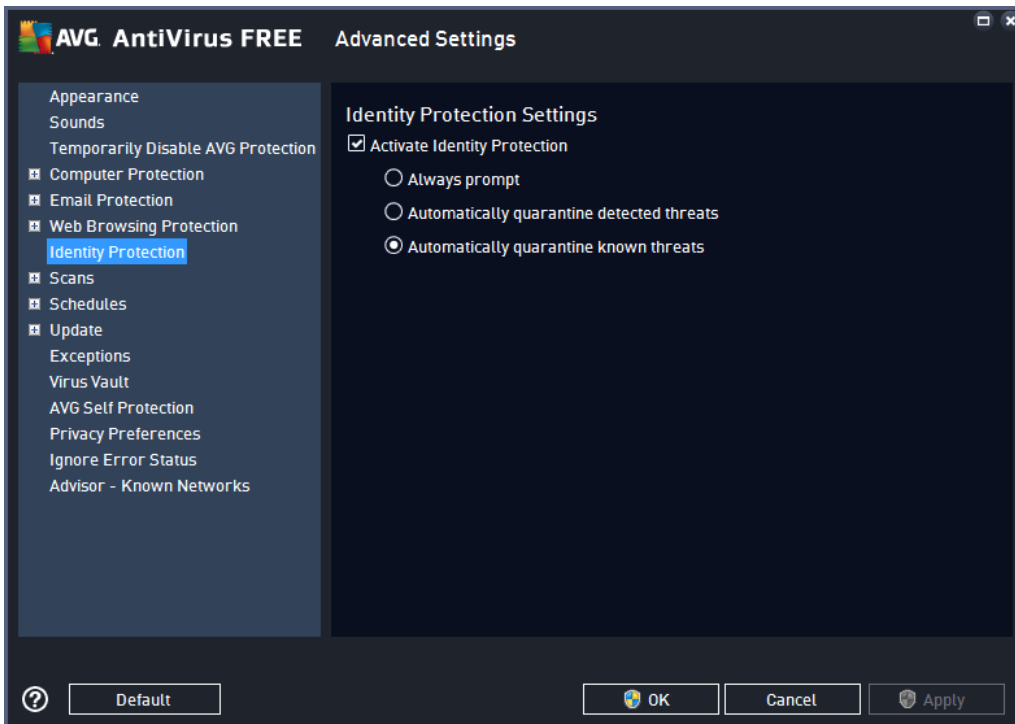 AVG. AntiVirus FREE Advanced Settings
Appearance
Sounds
Temporarily Disable AVG Protection
Computer Protection
Email Protection
Web Browsing Protection
Identity Protection
Scans
Schedules
Update
Exceptions
Virus Vault
AVG Self Protection
Privacy Preferences
Ignore Error Status
Advisor - Known Networks
Identity Protection Settings
Activate Identity Protection
Always prompt
Automatically quarantine detected threats
Automatically quarantine known threats
? Default OK Cancel Apply